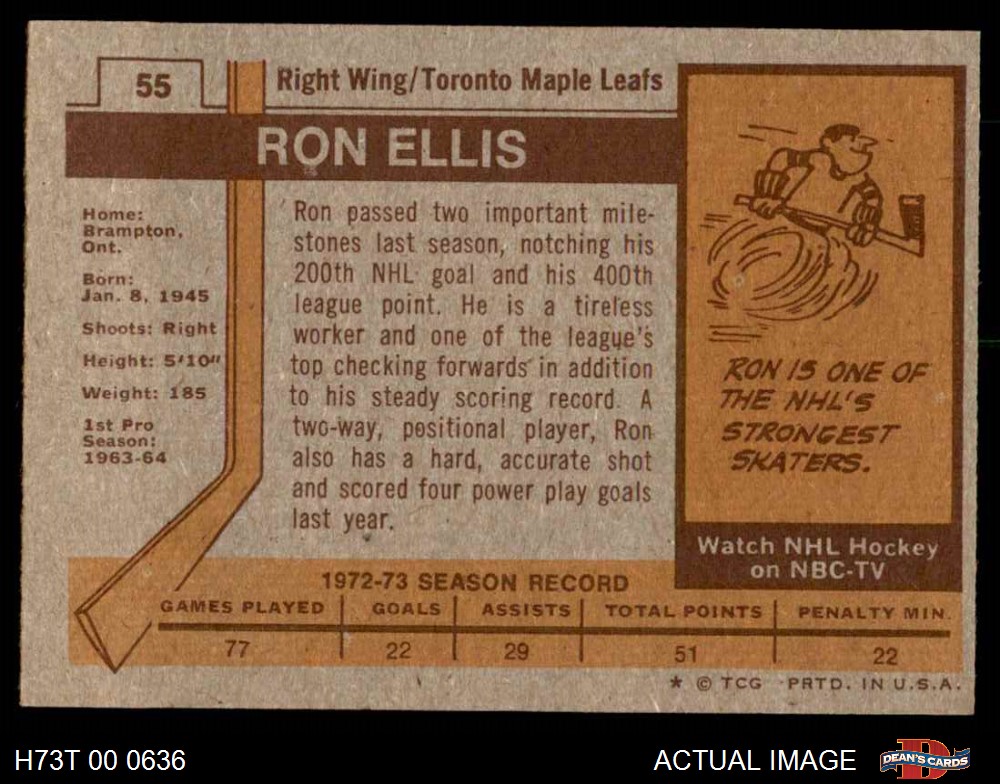 55
Right Wing/Toronto Maple Leafs
RON ELLIS
Home:
Brampton,
Ont.
Born:
Jan. 8, 1945
Shoots: Right
Height: 5'10"
Weight: 185
1st Pro
Season:
1963-64
Ron passed two important mile-
stones last season, notching his
200th NHL goal and his 400th
league point. He is a tireless
worker and one of the league's
top checking forwards in addition
to his steady scoring record. A
two-way, positional player, Ron
also has a hard, accurate shot
and scored four power play goals
last year.
RON IS ONE OF
THE NHL'S
STRONGEST
SKATERS.
Watch NHL Hockey
on NBC-TV
1972-73 SEASON RECORD
GAMES PLAYED GOALS ASSISTS TOTAL POINTS PENALTY MIN.
77 22 29 51 22
* © TCG PRTD. IN U.S.A.
H73T 00 0636
ACTUAL IMAGE
DEAN'S CARDS